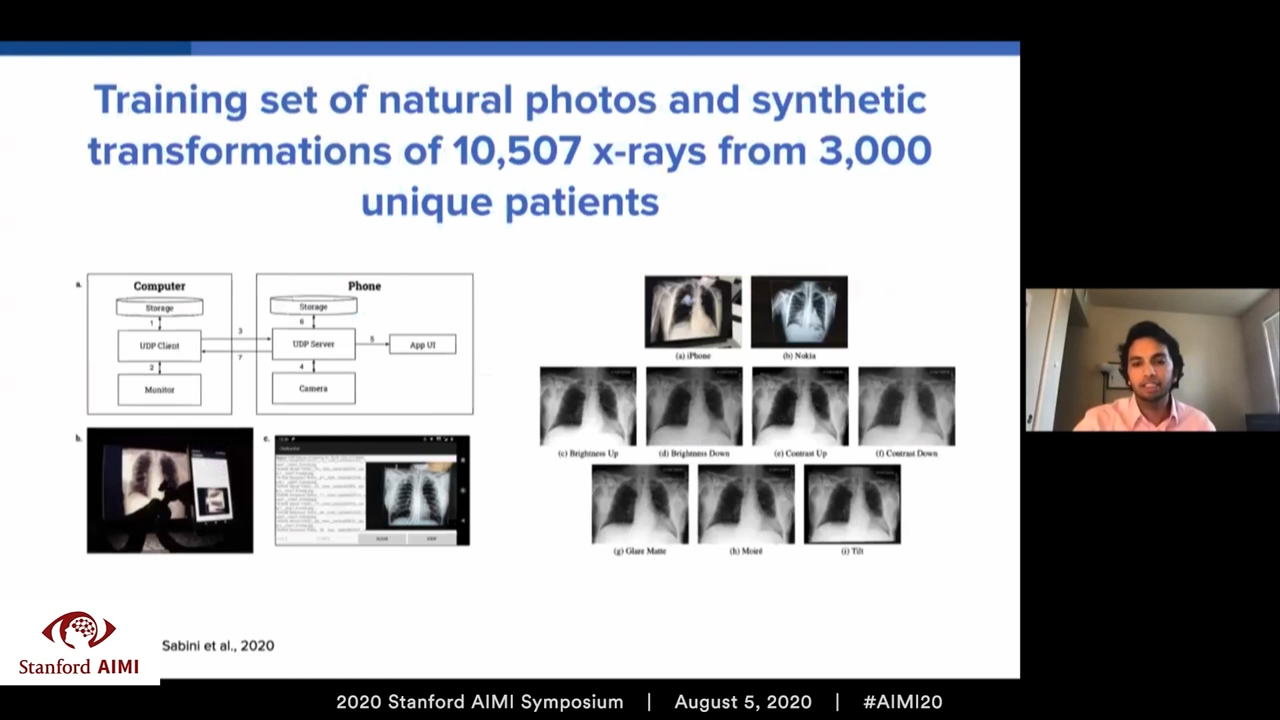 Training set of natural photos and synthetic
transformations of 10,507 x-rays from 3,000
unique patients
a.
Computer
Storage
1
UDP Client
2
Monitor
3
7
Phone
Storage
6
UDP Server
5
App UI
4
Camera
b.
c.
(a) iPhone
(b) Nokia
(c) Brightness Up
(d) Brightness Down
(e) Contrast Up
(f) Contrast Down
(g) Glare Matte
(h) Moiré
(i) Tilt
Sabini et al., 2020
Stanford AIMI
2020 Stanford AIMI Symposium | August 5, 2020 | #AIMI20